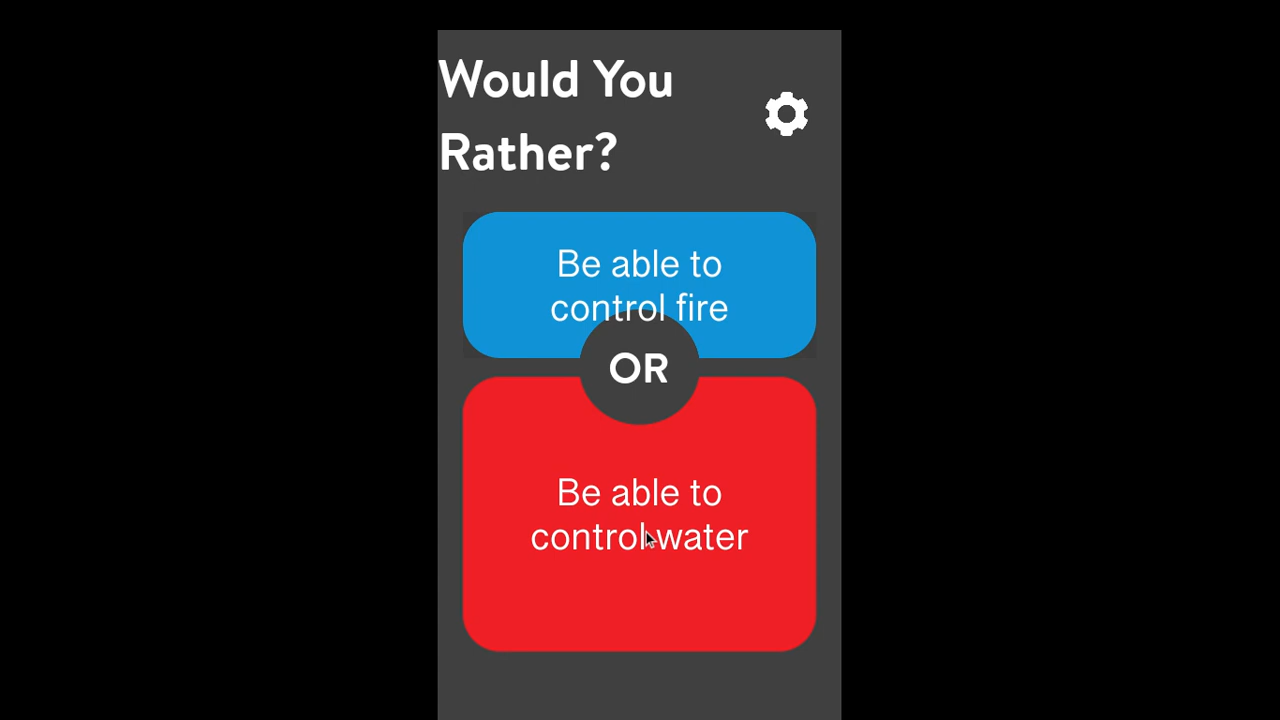 Would You
Rather?
Be able to
control fire
OR
Be able to
control water